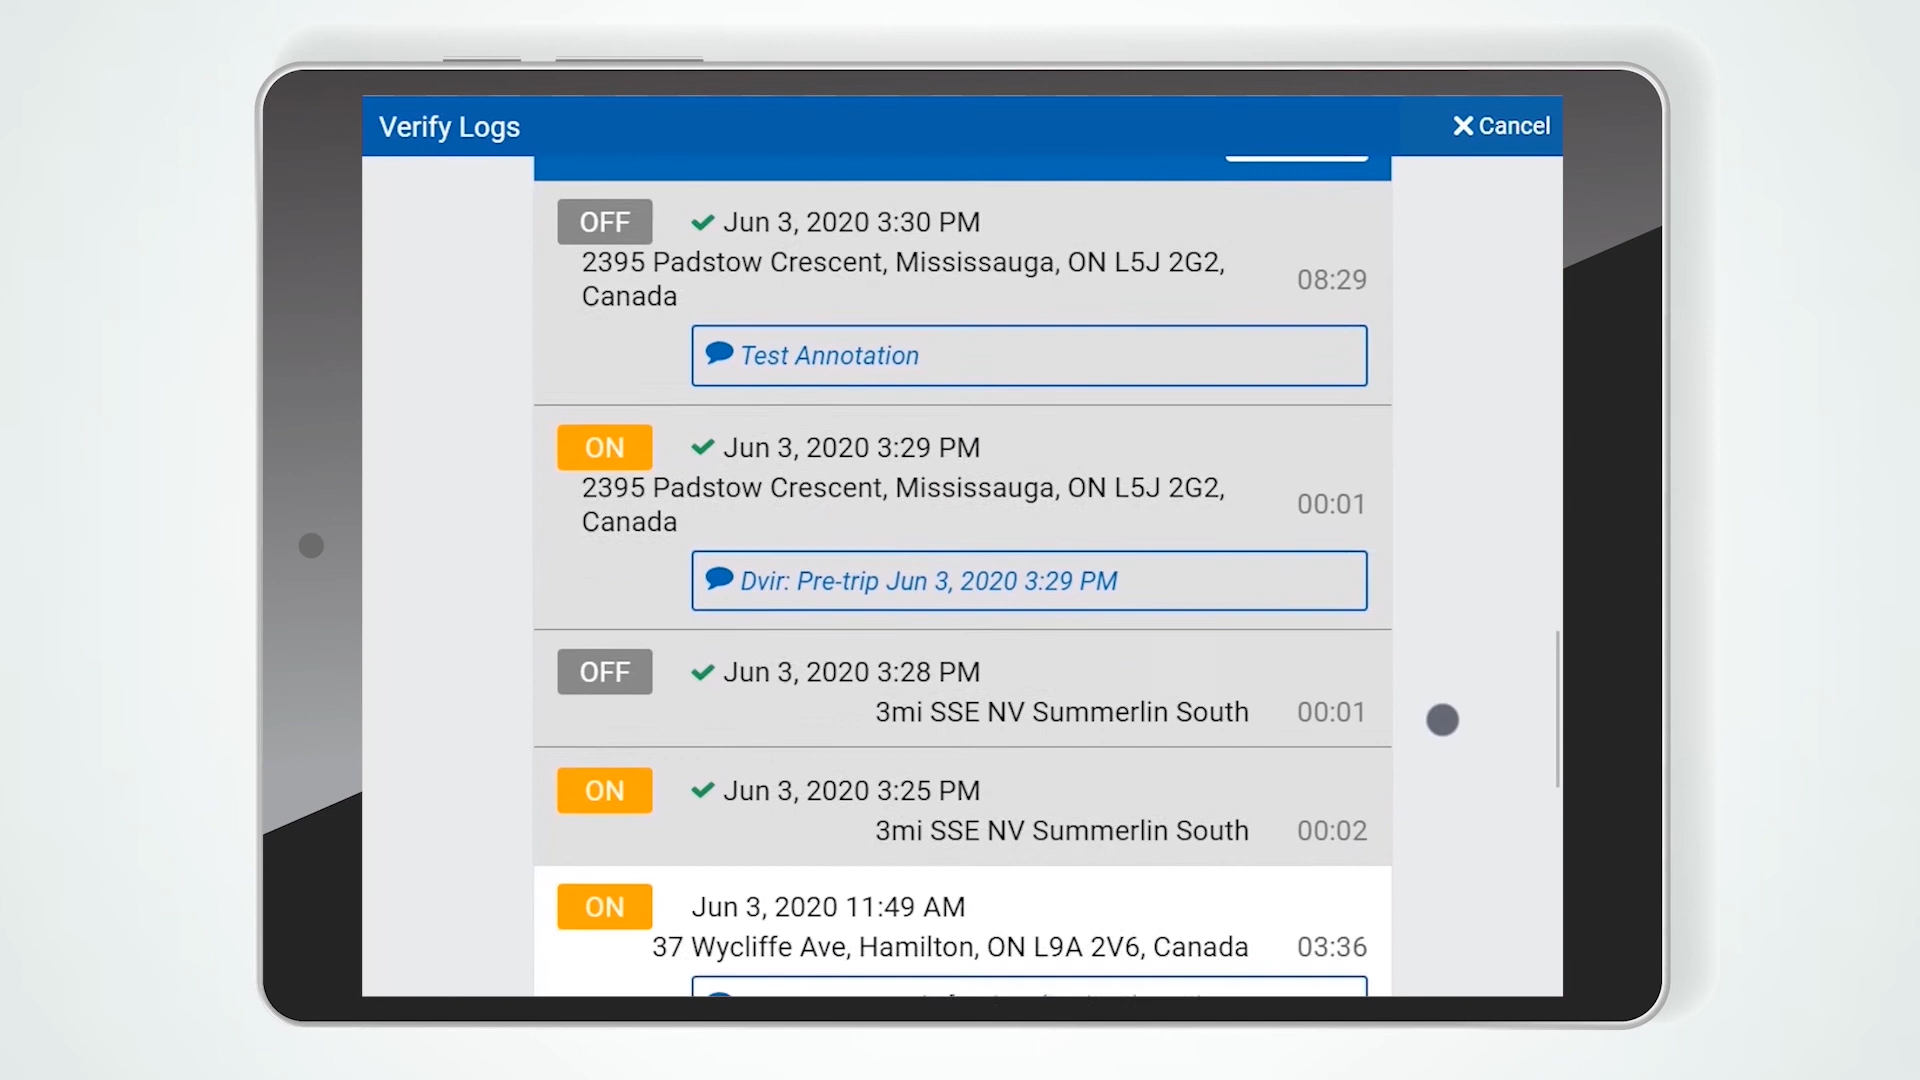 Verify Logs
Cancel
OFF
Jun 3, 2020 3:30 PM
2395 Padstow Crescent, Mississauga, ON L5J 2G2,
Canada
08:29
Test Annotation
ON
Jun 3, 2020 3:29 PM
2395 Padstow Crescent, Mississauga, ON L5J 2G2,
Canada
00:01
Dvir: Pre-trip Jun 3, 2020 3:29 PM
OFF
Jun 3, 2020 3:28 PM
3mi SSE NV Summerlin South
00:01
ON
Jun 3, 2020 3:25 PM
3mi SSE NV Summerlin South
00:02
ON
Jun 3, 2020 11:49 AM
37 Wycliffe Ave, Hamilton, ON L9A 2V6, Canada
03:36